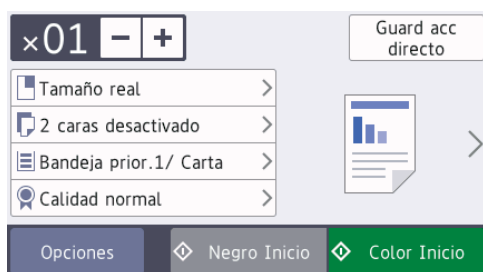 ×01 − +
Guard acc
directo
Tamaño real
2 caras desactivado
Bandeja prior.1/ Carta
Calidad normal
Opciones
Negro Inicio
Color Inicio